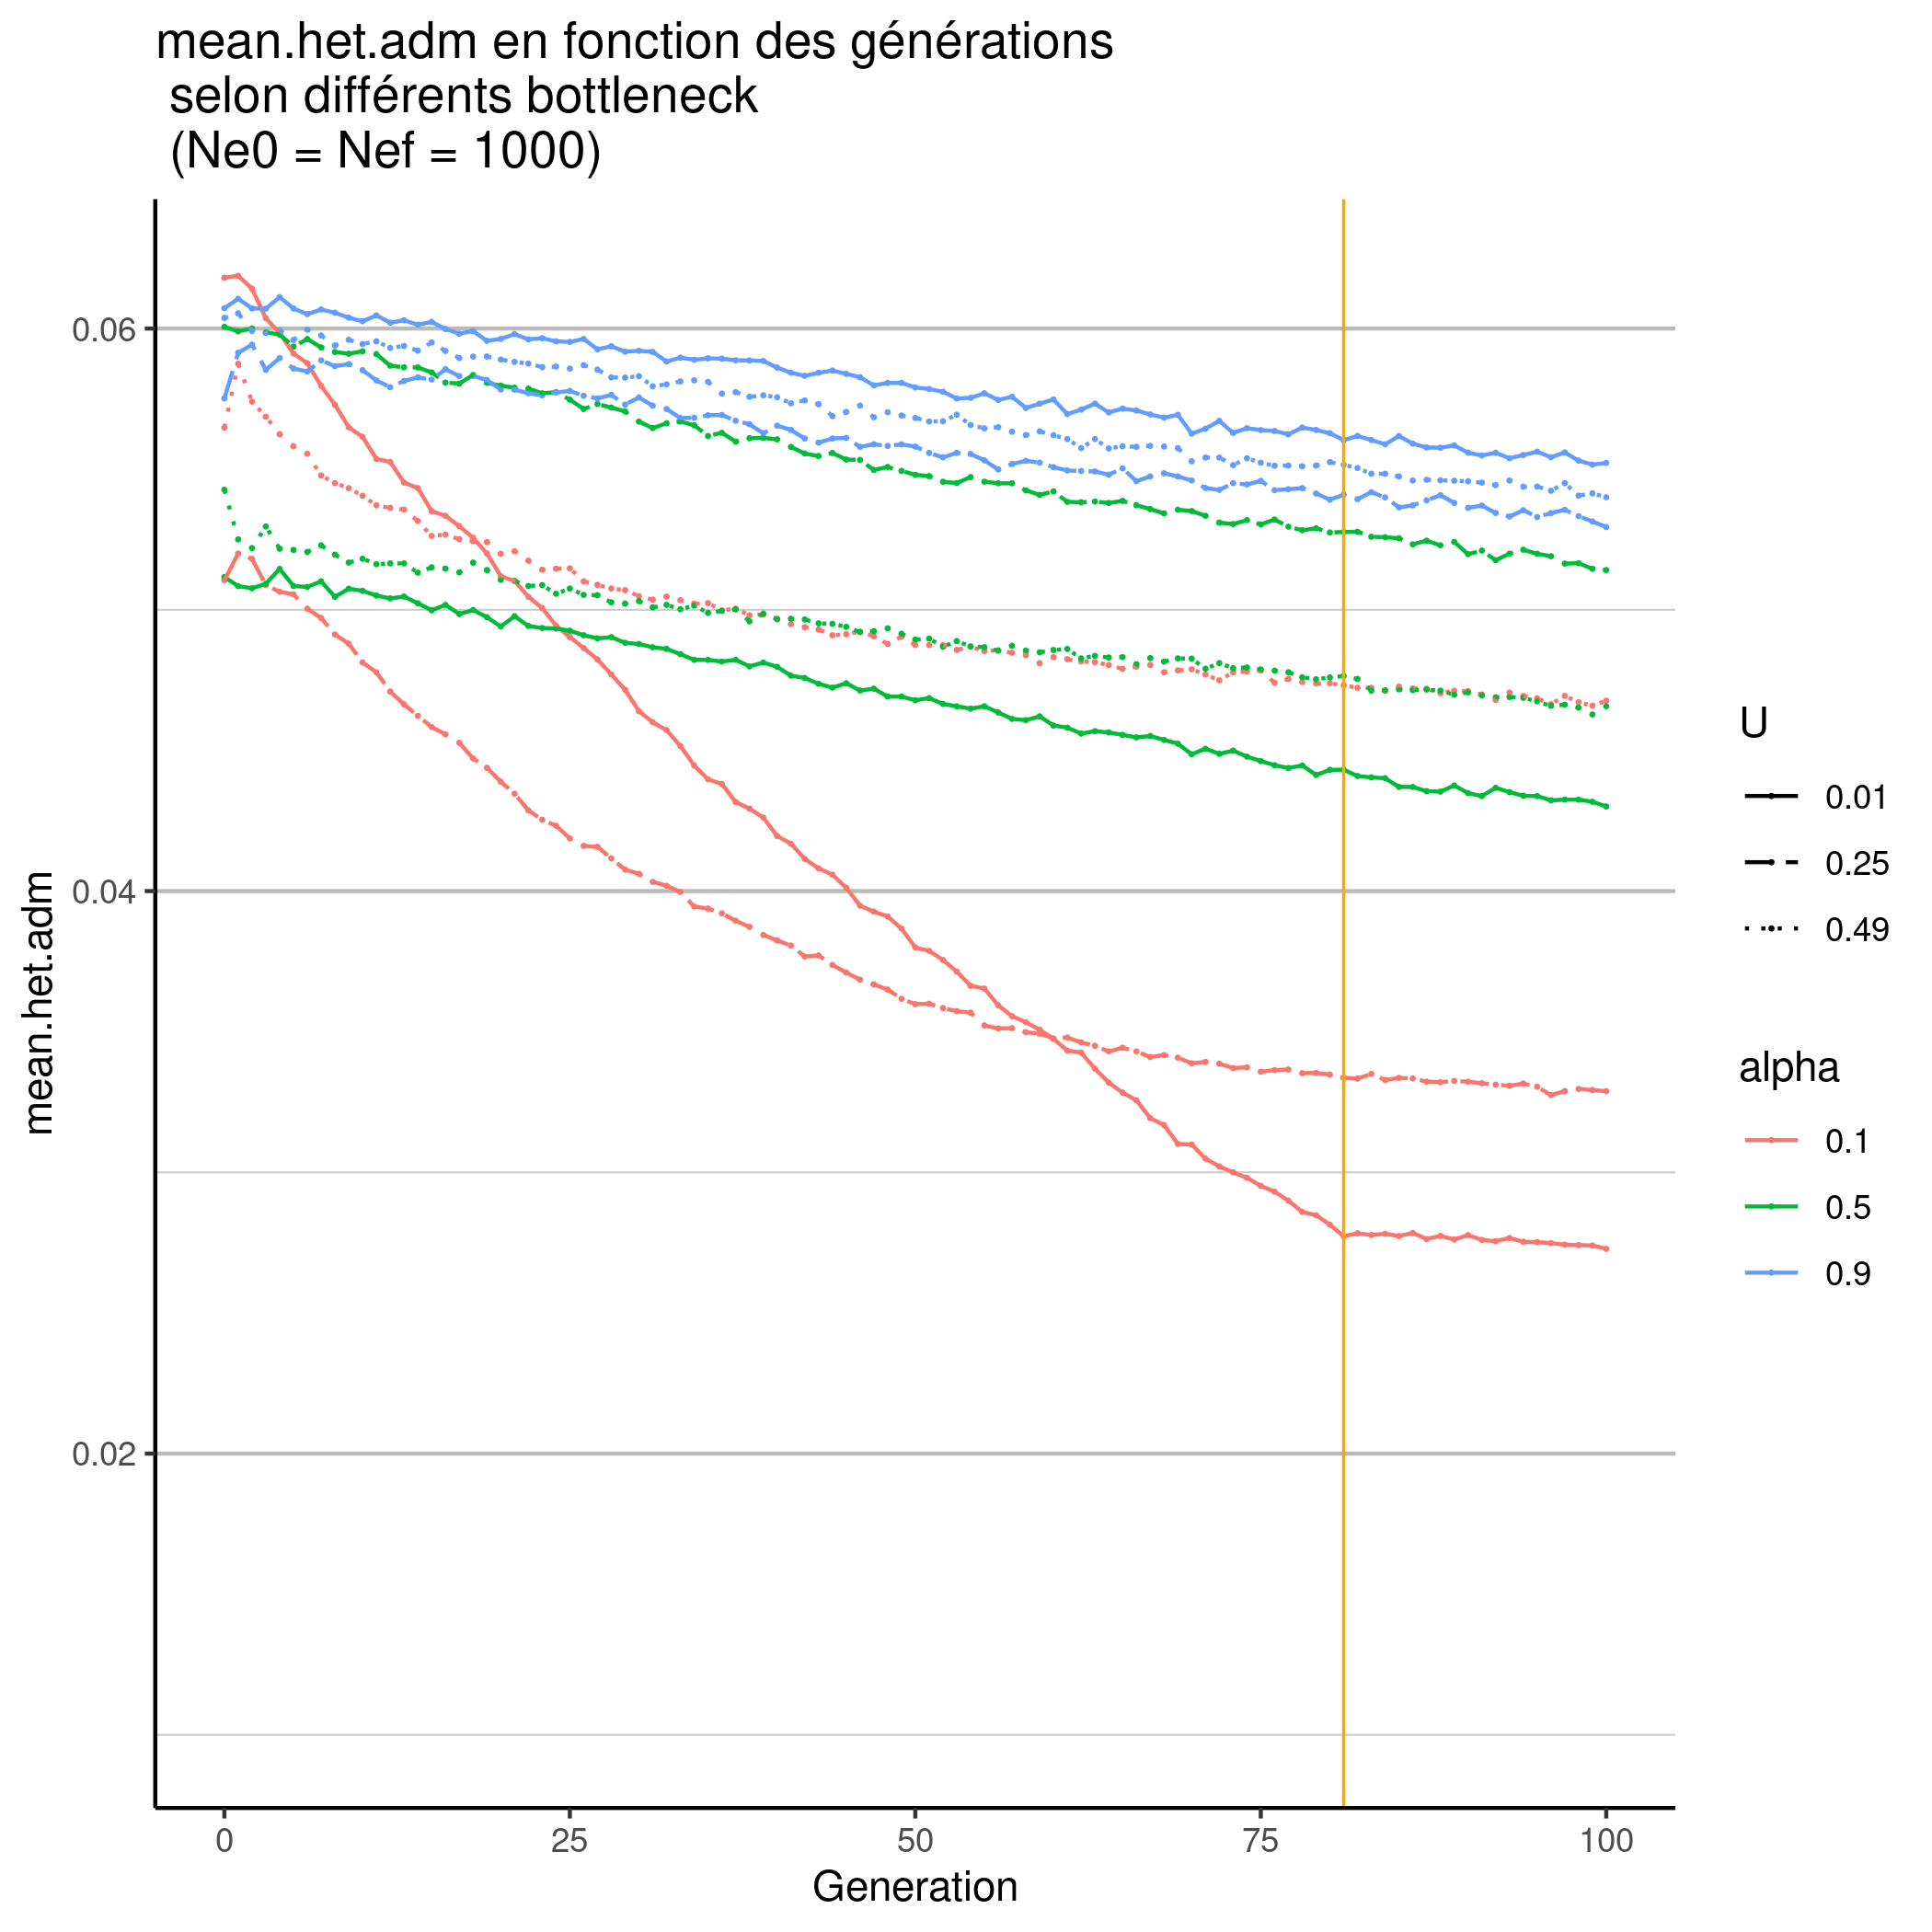 mean.het.adm en fonction des générations
selon différents bottleneck
(Ne0 = Nef = 1000)
mean.het.adm
0.06
0.04
0.02
0
25
50
75
100
Generation
U
0.01
0.25
0.49
alpha
0.1
0.5
0.9